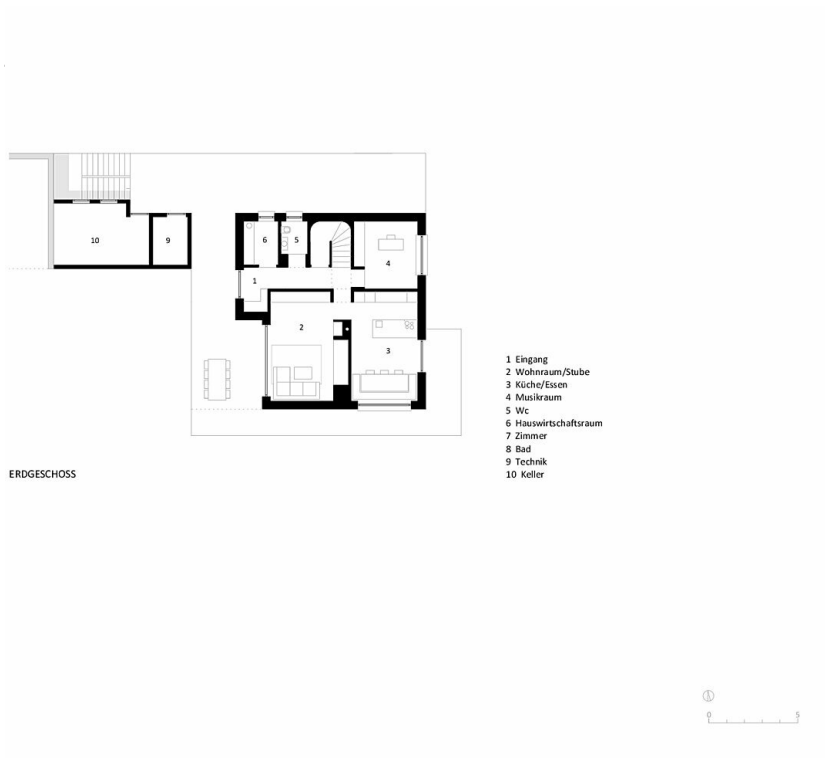 10
9
6
5
4
1
2
3
1 Eingang
2 Wohnraum/Stube
3 Küche/Essen
4 Musikraum
5 Wc
6 Hauswirtschaftsraum
7 Zimmer
8 Bad
9 Technik
10 Keller
ERDGESCHOSS
0 5